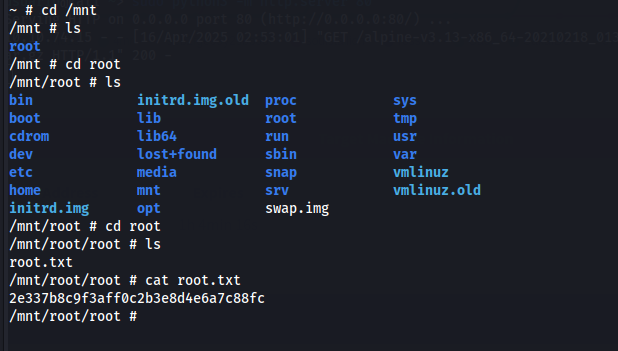 ~ # cd /mnt
/mnt # ls
root
/mnt # cd root
/mnt/root # ls
bin initrd.img.old proc sys
boot lib root tmp
cdrom lib64 run usr
dev lost+found sbin var
etc media snap vmlinuz
home mnt srv vmlinuz.old
initrd.img opt swap.img
/mnt/root # cd root
/mnt/root/root # ls
root.txt
/mnt/root/root # cat root.txt
2e337b8c9f3aff0c2b3e8d4e6a7c88fc
/mnt/root/root #